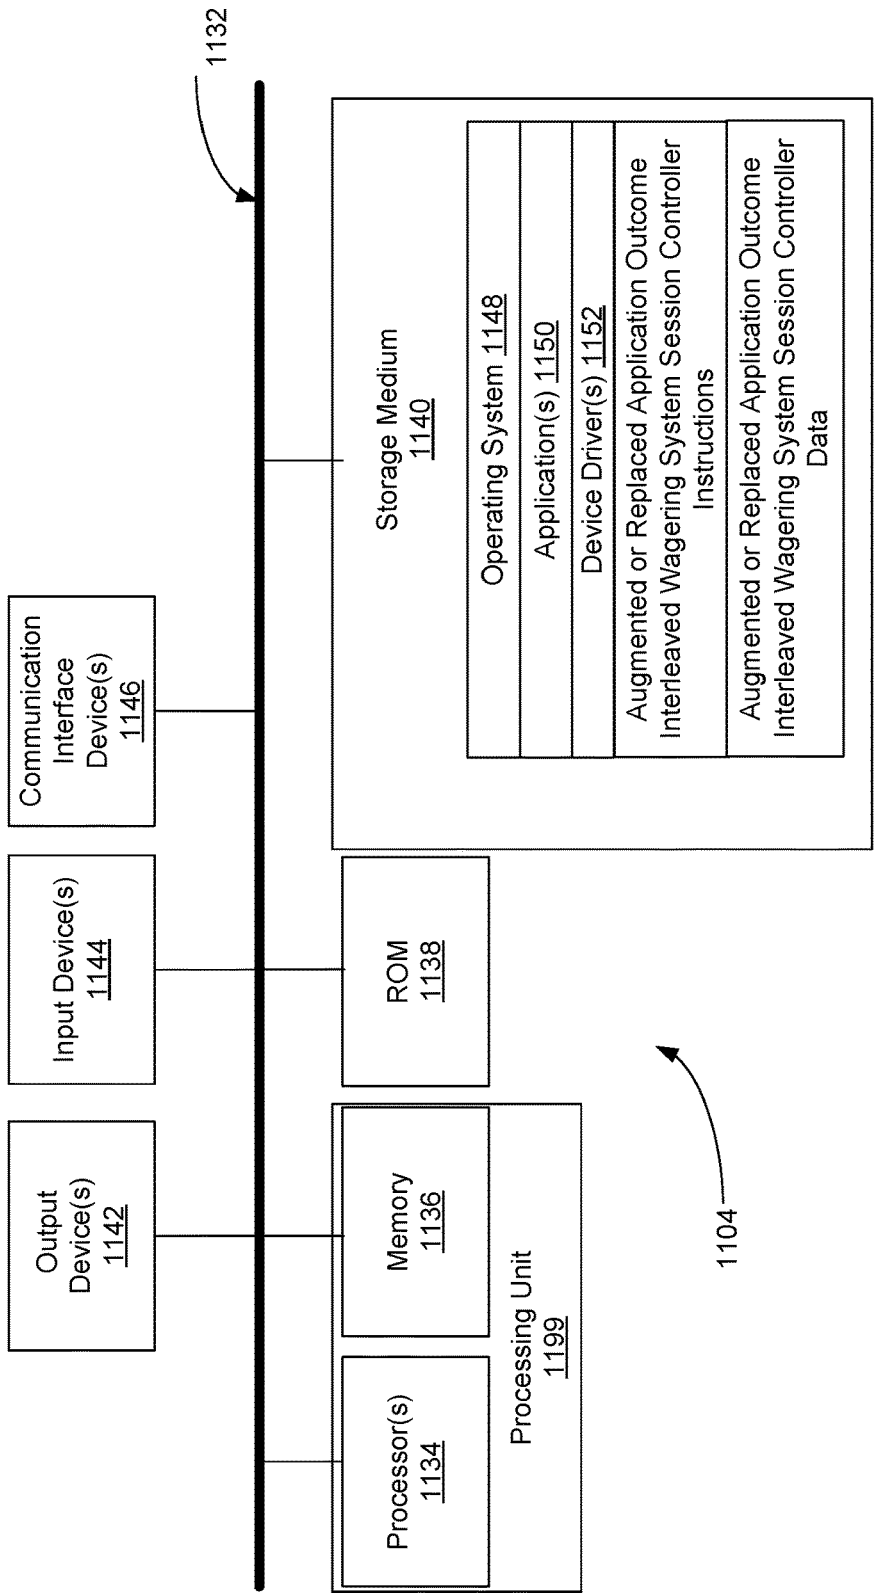 Output
Device(s)
1142
Input Device(s)
1144
Communication
Interface
Device(s)
1146
1132
Processor(s)
1134
Memory
1136
Processing Unit
1199
ROM
1138
Storage Medium
1140
Operating System 1148
Application(s) 1150
Device Driver(s) 1152
Augmented or Replaced Application Outcome
Interleaved Wagering System Session Controller
Instructions
Augmented or Replaced Application Outcome
Interleaved Wagering System Session Controller
Data
1104